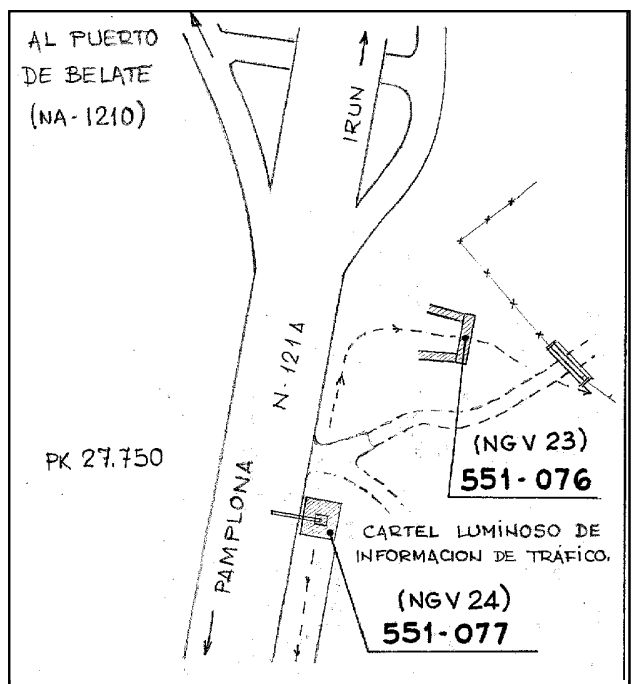 AL PUERTO
DE BELATE
(NA-1210)
IRUN
N-121A
PK 27.750
PAMPLONA
(NGV 23)
551-076
CARTEL LUMINOSO DE
INFORMACION DE TRÁFICO.
(NGV 24)
551-077